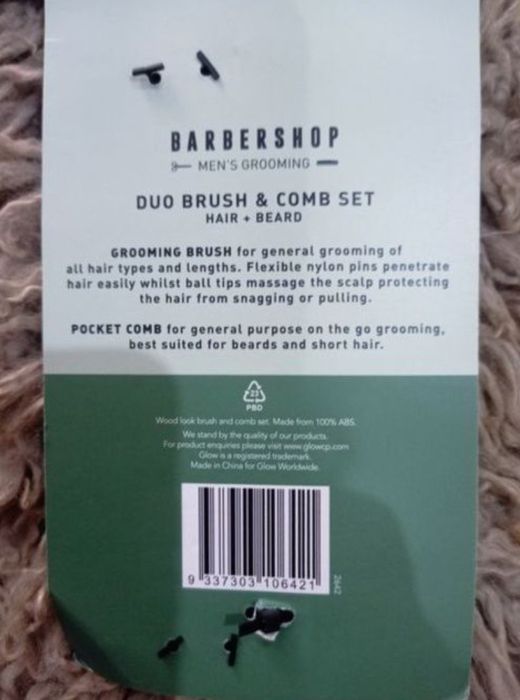 BARBERSHOP
MEN'S GROOMING
DUO BRUSH & COMB SET
HAIR + BEARD
GROOMING BRUSH for general grooming of
all hair types and lengths. Flexible nylon pins penetrate
hair easily whilst ball tips massage the scalp protecting
the hair from snagging or pulling.
POCKET COMB for general purpose on the go grooming,
best suited for beards and short hair.
22
PBD
Wood look brush and comb set. Made from 100% ABS.
We stand by the quality of our products.
For product enquiries please visit www.glowcp.com
Glow is a registered trademark.
Made in China for Glow Worldwide.
9 337303 106421
2642